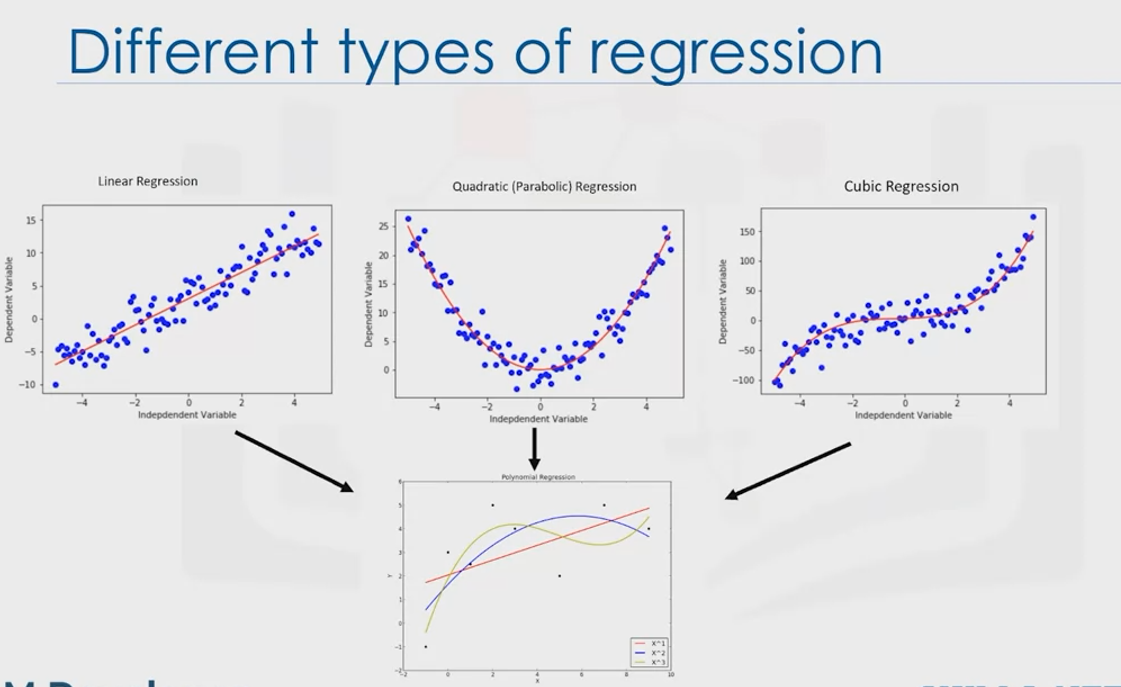 Different types of regression
Linear Regression
Quadratic (Parabolic) Regression
Cubic Regression
15
10
5
0
−5
−10
Dependent Variable
−4 −2 0 2 4
Indepdendent Variable
25
20
15
10
5
0
Dependent Variable
−4 −2 0 2 4
Indepdendent Variable
150
100
50
0
−50
−100
Dependent Variable
−4 −2 0 2 4
Indepdendent Variable
Polynomial Regression
6
5
4
3
2
1
0
−1
−2
Y
X^1
X^2
X^3
−2 0 2 4 6 8 10
X